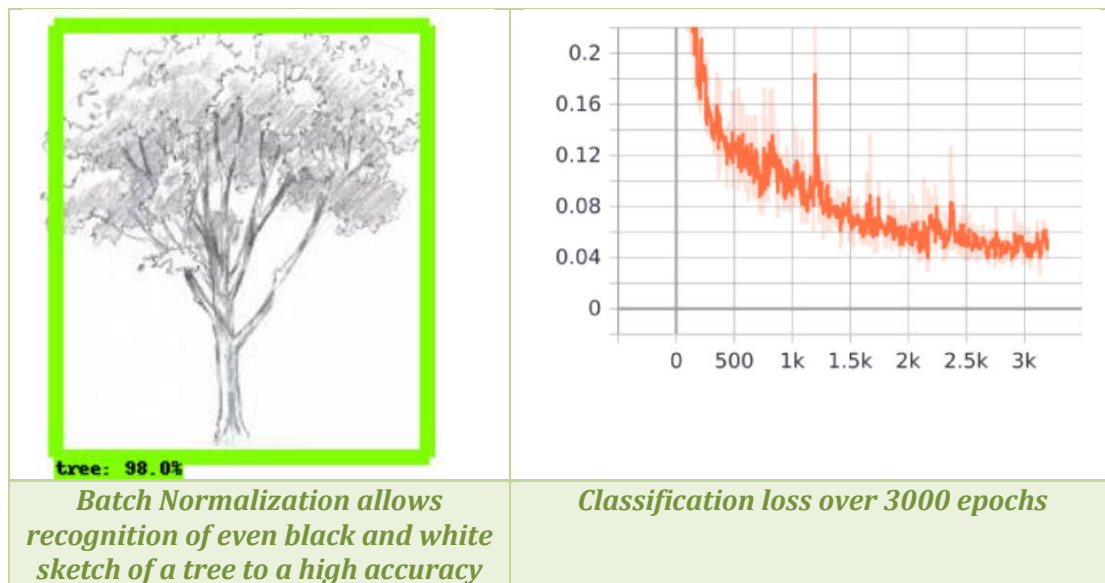 tree: 98.0%
Batch Normalization allows
recognition of even black and white
sketch of a tree to a high accuracy
0.2
0.16
0.12
0.08
0.04
0
0 500 1k 1.5k 2k 2.5k 3k
Classification loss over 3000 epochs